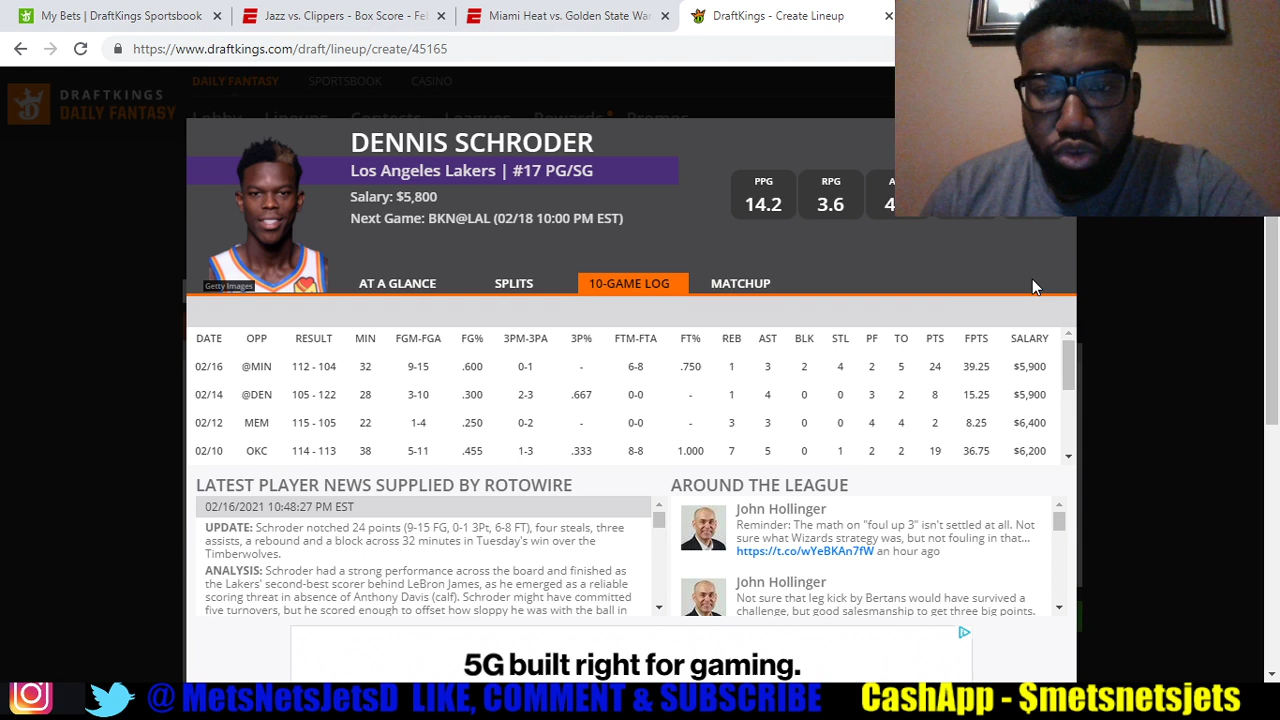 My Bets | DraftKings Sportsbook
Jazz vs. Clippers - Box Score - Fe
Miami Heat vs. Golden State War
DraftKings - Create Lineup
https://www.draftkings.com/draft/lineup/create/45165
DRAFTKINGS
DAILY FANTASY
DAILY FANTASY SPORTSBOOK CASINO
Lobby Lineups Contests Leagues Rewards Promos
DENNIS SCHRODER
Los Angeles Lakers | #17 PG/SG
Salary: $5,800
Next Game: BKN@LAL (02/18 10:00 PM EST)
PPG RPG A
14.2 3.6 4
Getty Images
AT A GLANCE SPLITS 10-GAME LOG MATCHUP
DATE OPP RESULT MIN FGM-FGA FG% 3PM-3PA 3P% FTM-FTA FT% REB AST BLK STL PF TO PTS FPTS SALARY
02/16 @MIN 112 - 104 32 9-15 .600 0-1 - 6-8 .750 1 3 2 4 2 5 24 39.25 $5,900
02/14 @DEN 105 - 122 28 3-10 .300 2-3 .667 0-0 - 1 4 0 0 3 2 8 15.25 $5,900
02/12 MEM 115 - 105 22 1-4 .250 0-2 - 0-0 - 3 3 0 0 4 4 2 8.25 $6,400
02/10 OKC 114 - 113 38 5-11 .455 1-3 .333 8-8 1.000 7 5 0 1 2 2 19 36.75 $6,200
LATEST PLAYER NEWS SUPPLIED BY ROTOWIRE
02/16/2021 10:48:27 PM EST
UPDATE: Schroder notched 24 points (9-15 FG, 0-1 3Pt, 6-8 FT), four steals, three
assists, a rebound and a block across 32 minutes in Tuesday's win over the
Timberwolves.
ANALYSIS: Schroder had a strong performance across the board and finished as
the Lakers' second-best scorer behind LeBron James, as he emerged as a reliable
scoring threat in absence of Anthony Davis (calf). Schroder might have committed
five turnovers, but he scored enough to offset how sloppy he was with the ball in
AROUND THE LEAGUE
John Hollinger
Reminder: The math on "foul up 3" isn't settled at all. Not
sure what Wizards strategy was, but not fouling in that...
https://t.co/wYeBKAn7fW an hour ago
John Hollinger
Not sure that leg kick by Bertans would have survived a
challenge, but good salesmanship to get three big points.
5G built right for gaming.
@ MetsNetsJetsD LIKE, COMMENT & SUBSCRIBE CashApp - $metsnetsjets